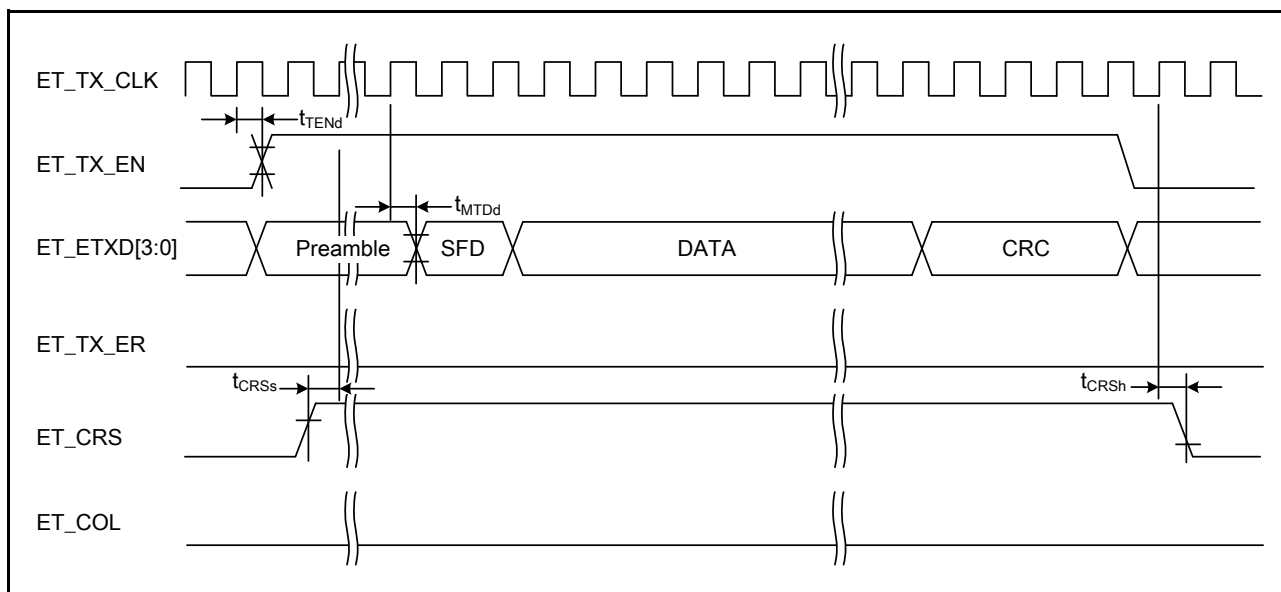 ET_TX_CLK
tTENd
ET_TX_EN
tMTDd
ET_ETXD[3:0]
Preamble
SFD
DATA
CRC
ET_TX_ER
tCRSs
tCRSh
ET_CRS
ET_COL